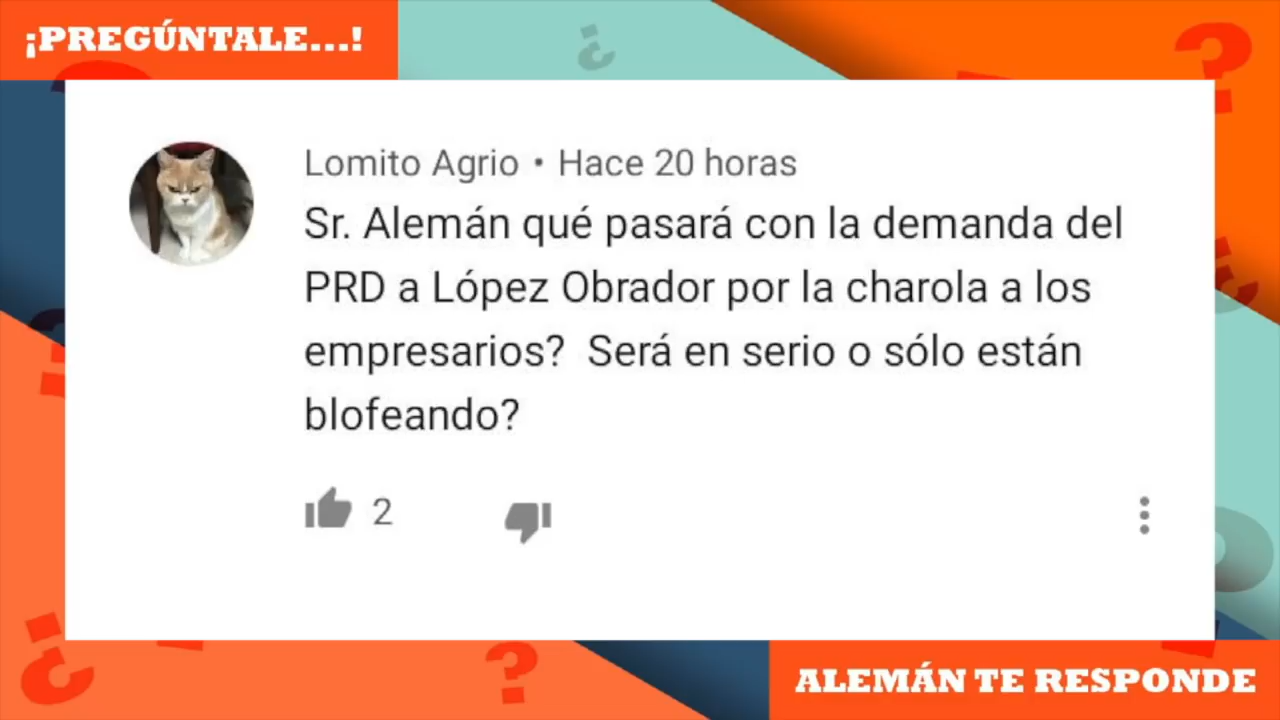 ¡PREGÚNTALE...!
Lomito Agrio • Hace 20 horas
Sr. Alemán qué pasará con la demanda del
PRD a López Obrador por la charola a los
empresarios?  Será en serio o sólo están
blofeando?
2
ALEMÁN TE RESPONDE